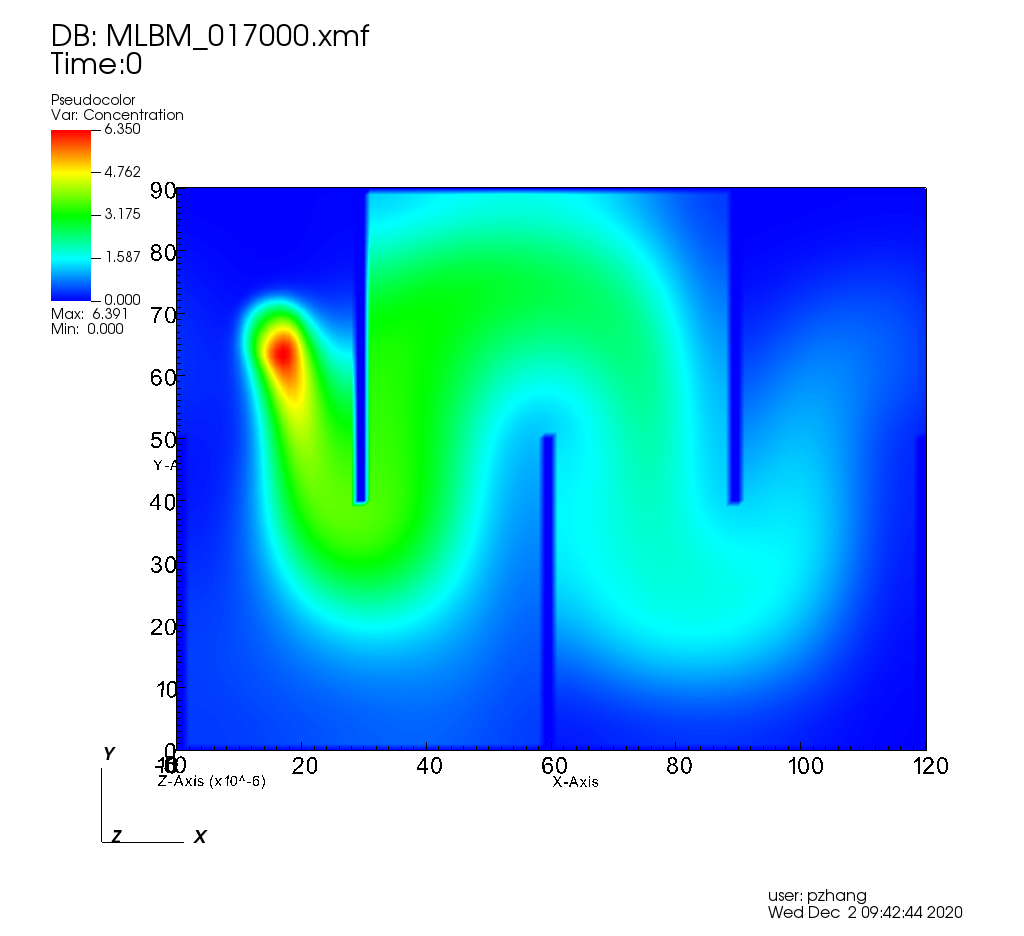 DB: MLBM_017000.xmf
Time:0
Pseudocolor
Var: Concentration
6.350
4.762
3.175
1.587
0.000
Max: 6.391
Min: 0.000
90
80
70
60
50
Y-A
40
30
20
10
0
20
40
60
80
100
120
Z-Axis (x10^-6)
X-Axis
Y
Z
X
user: pzhang
Wed Dec 2 09:42:44 2020